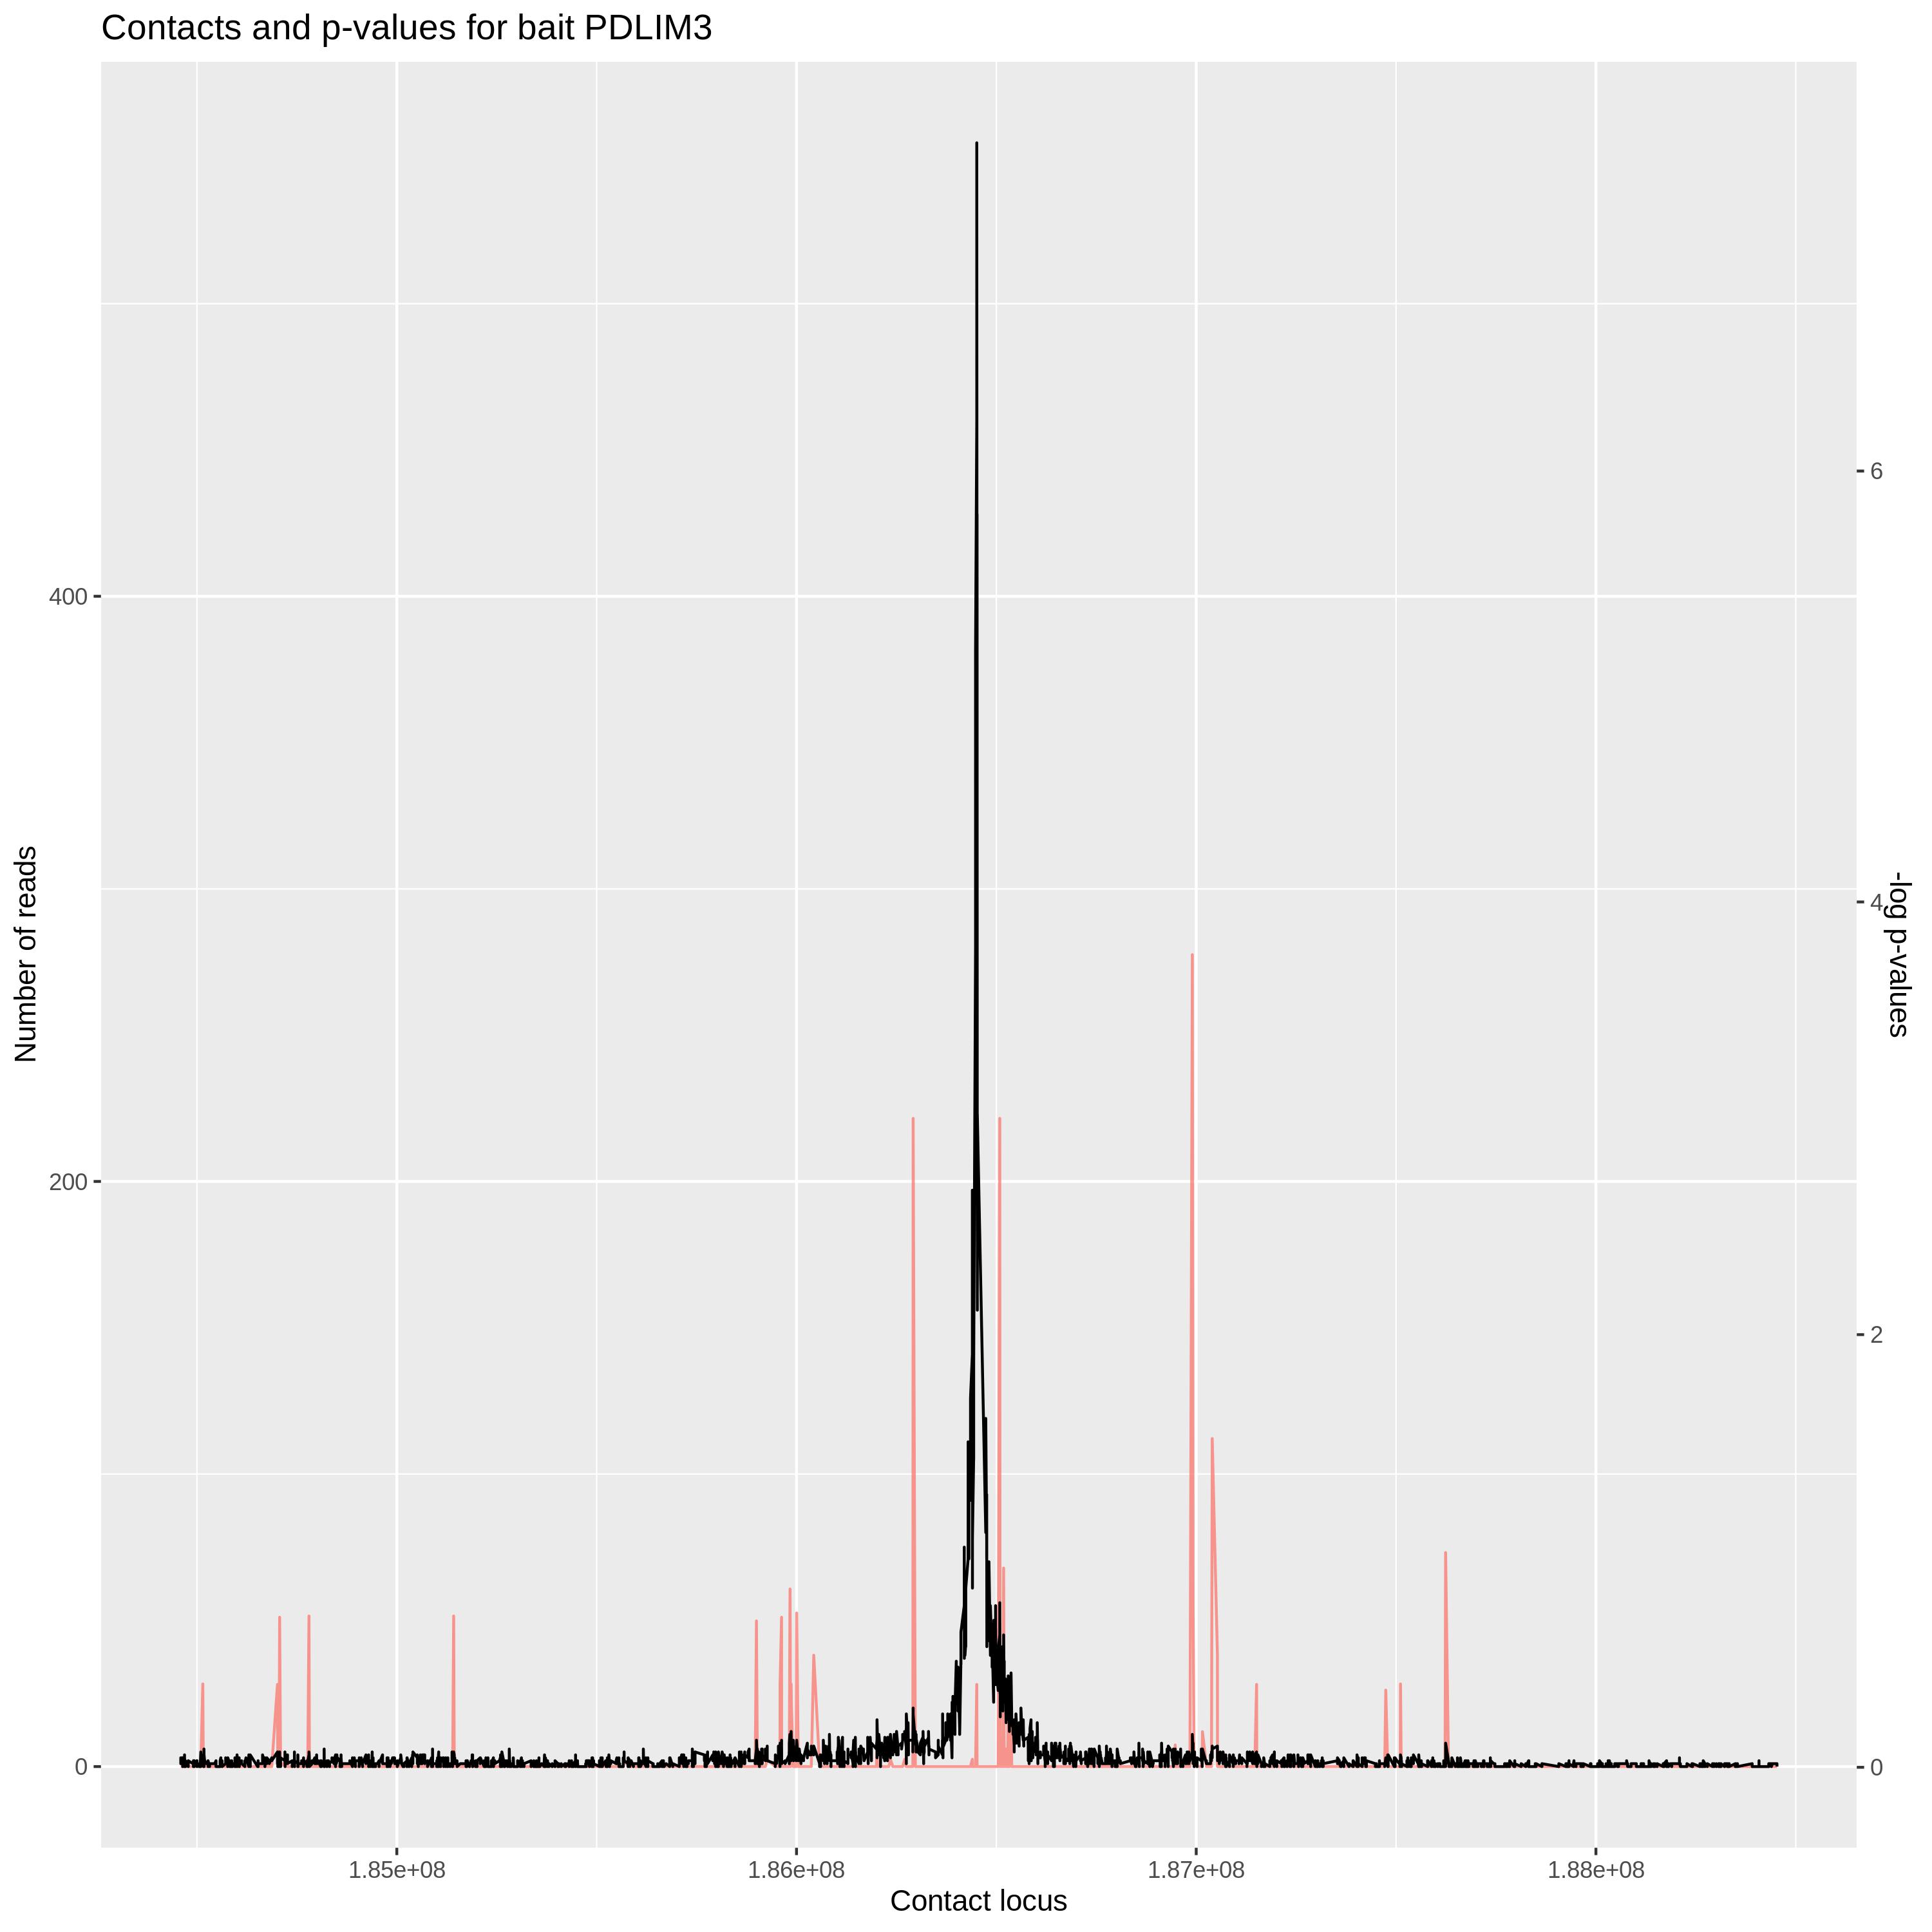 Contacts and p-values for bait PDLIM3
Number of reads
400
200
0
6
4
2
0
-log p-values
1.85e+08
1.86e+08
1.87e+08
1.88e+08
Contact locus